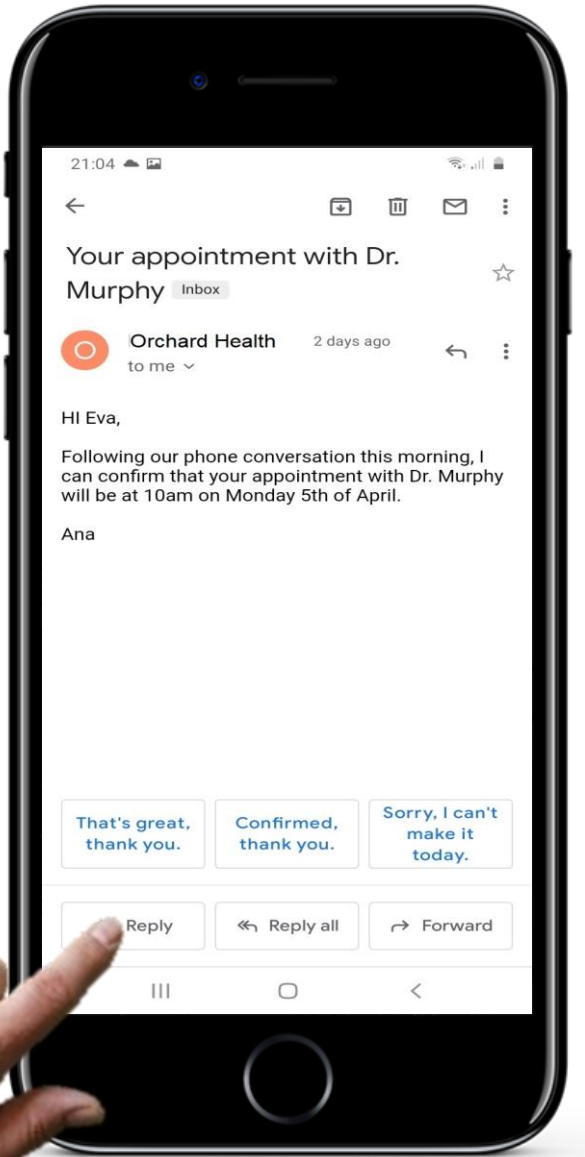 21:04
Your appointment with Dr.
Murphy Inbox
O Orchard Health 2 days ago
to me
HI Eva,
Following our phone conversation this morning, I
can confirm that your appointment with Dr. Murphy
will be at 10am on Monday 5th of April.
Ana
That's great,
thank you.
Confirmed,
thank you.
Sorry, I can't
make it
today.
Reply Reply all Forward